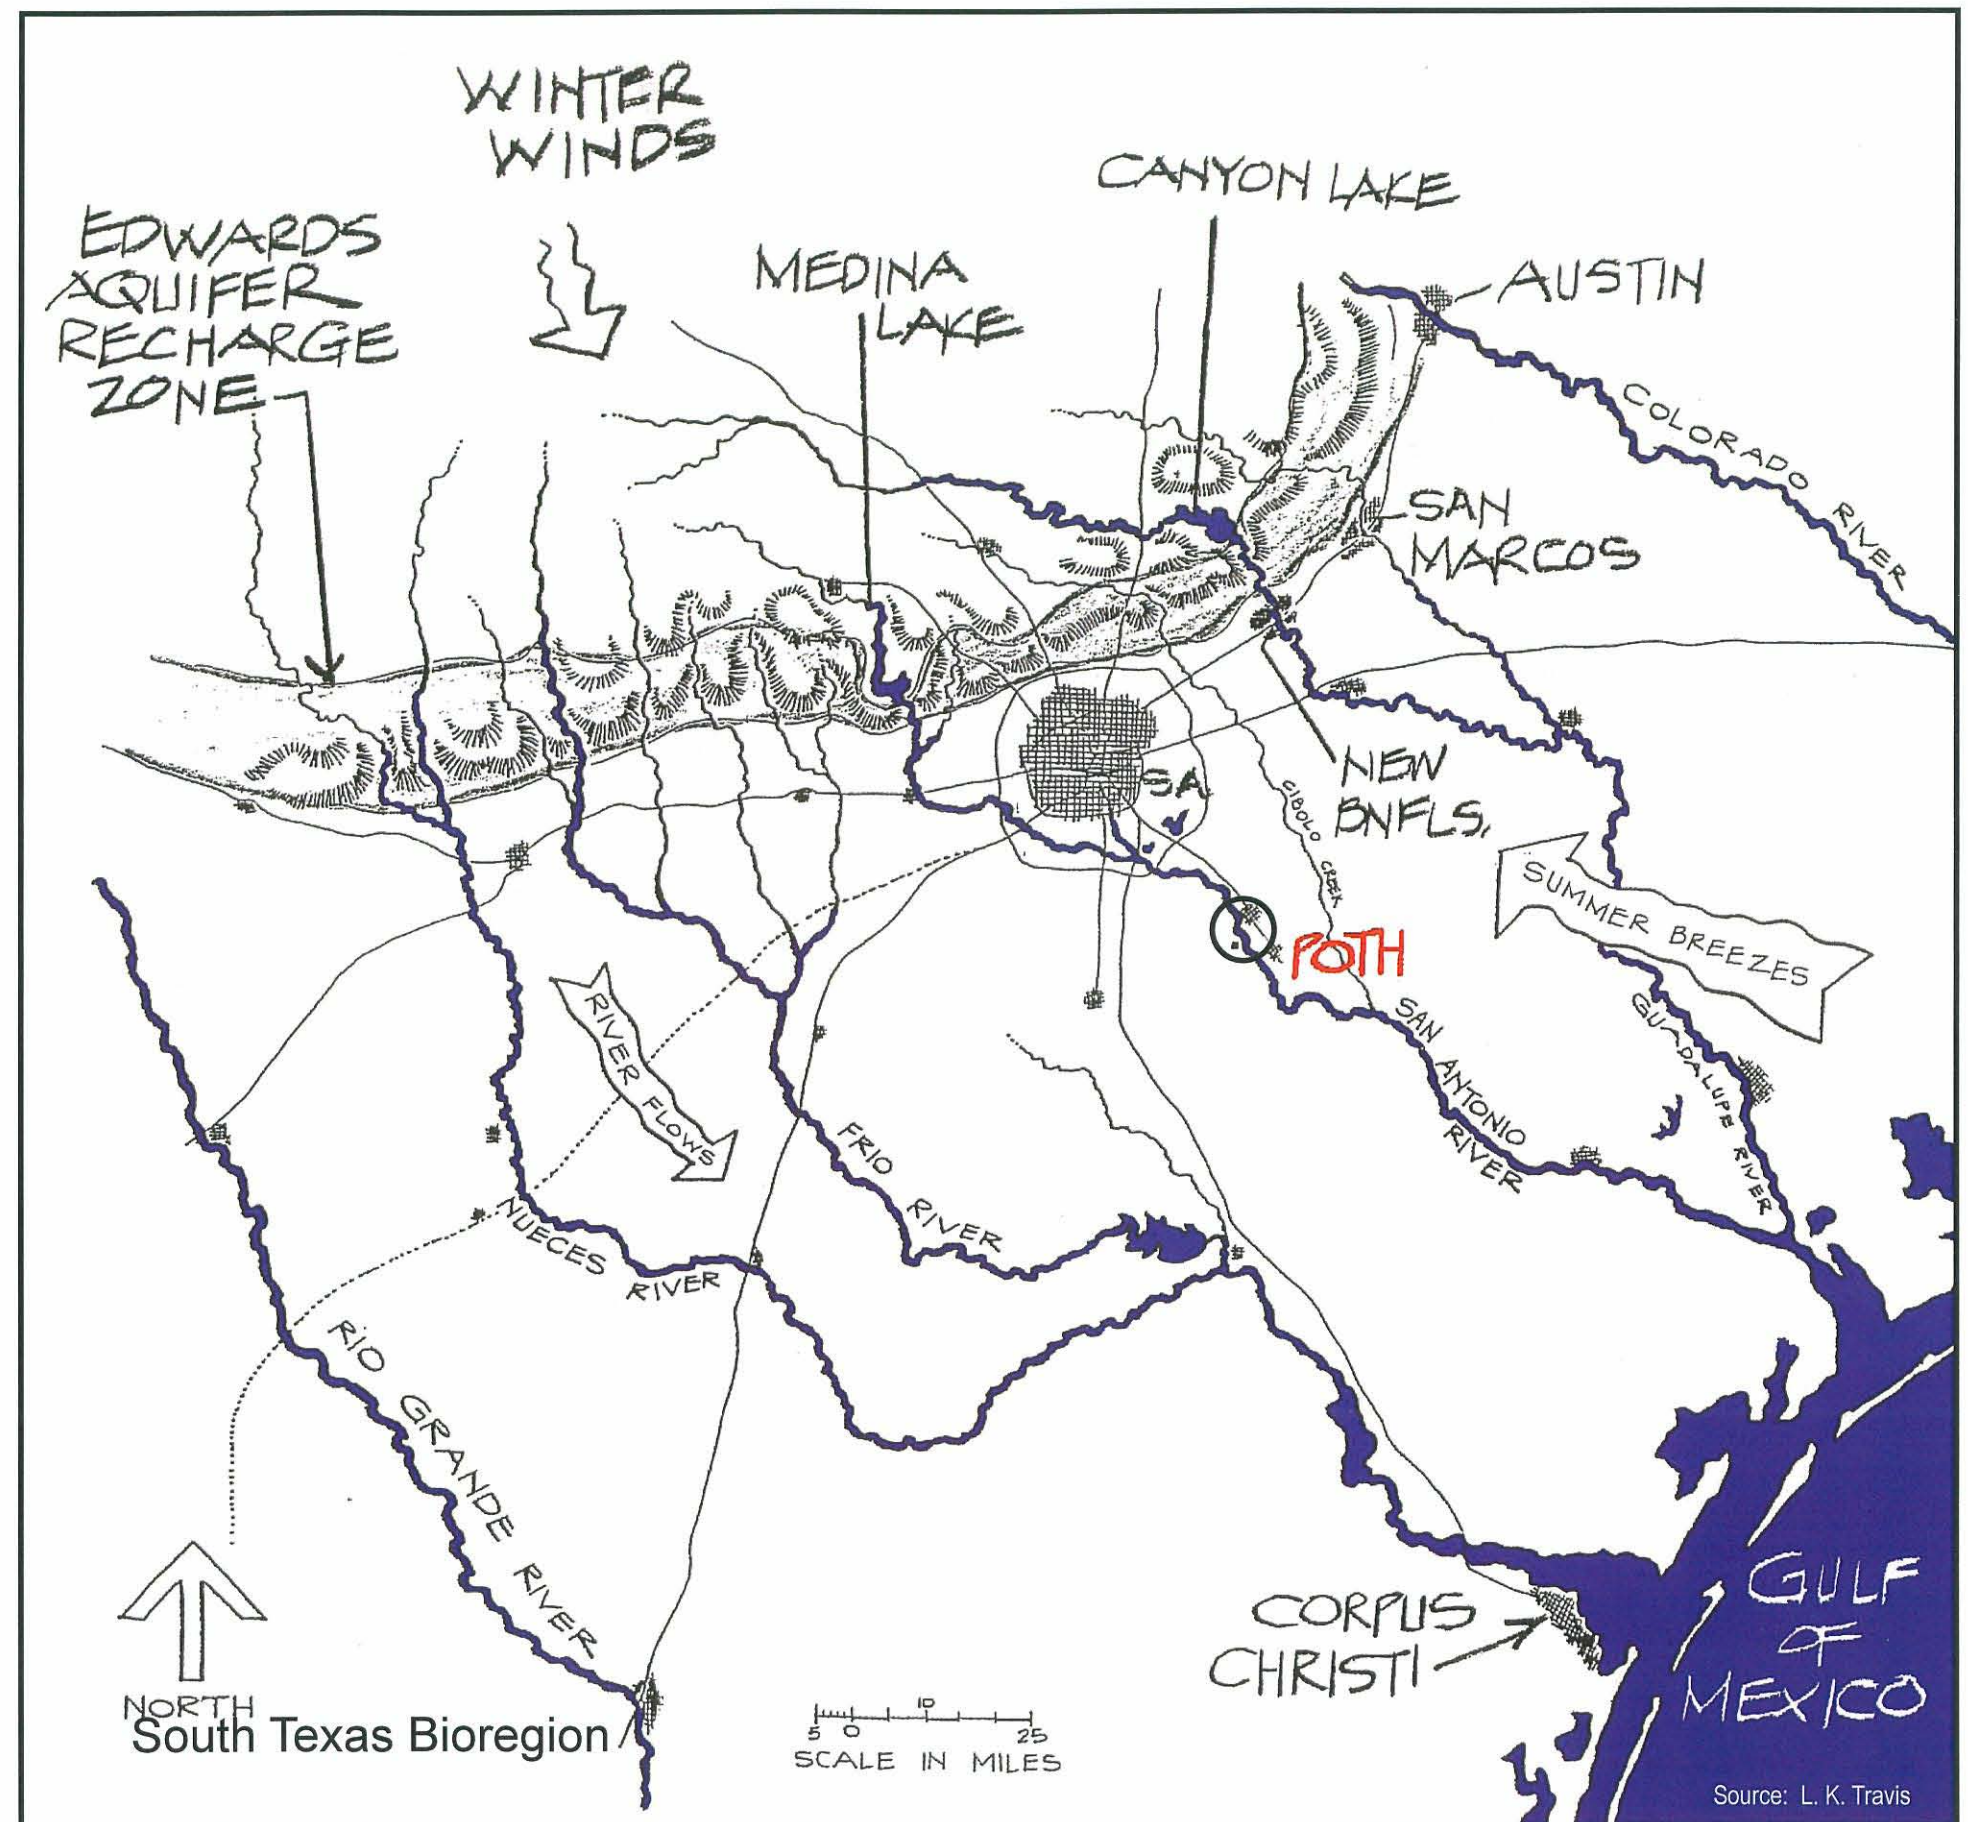 WINTER
WINDS
CANYON LAKE
EDWARDS
AQUIFER
RECHARGE
ZONE
MEDINA
LAKE
AUSTIN
COLORADO RIVER
SAN
MARCOS
NEW
BNFLS.
SA
CIBOLO CREEK
SUMMER BREEZES
POTH
RIVER FLOWS
SAN ANTONIO
RIVER
GUADALUPE RIVER
FRIO RIVER
NUECES RIVER
RIO GRANDE RIVER
CORPUS
CHRISTI
GULF
OF
MEXICO
NORTH
South Texas Bioregion
10
5 0 25
SCALE IN MILES
Source: L. K. Travis